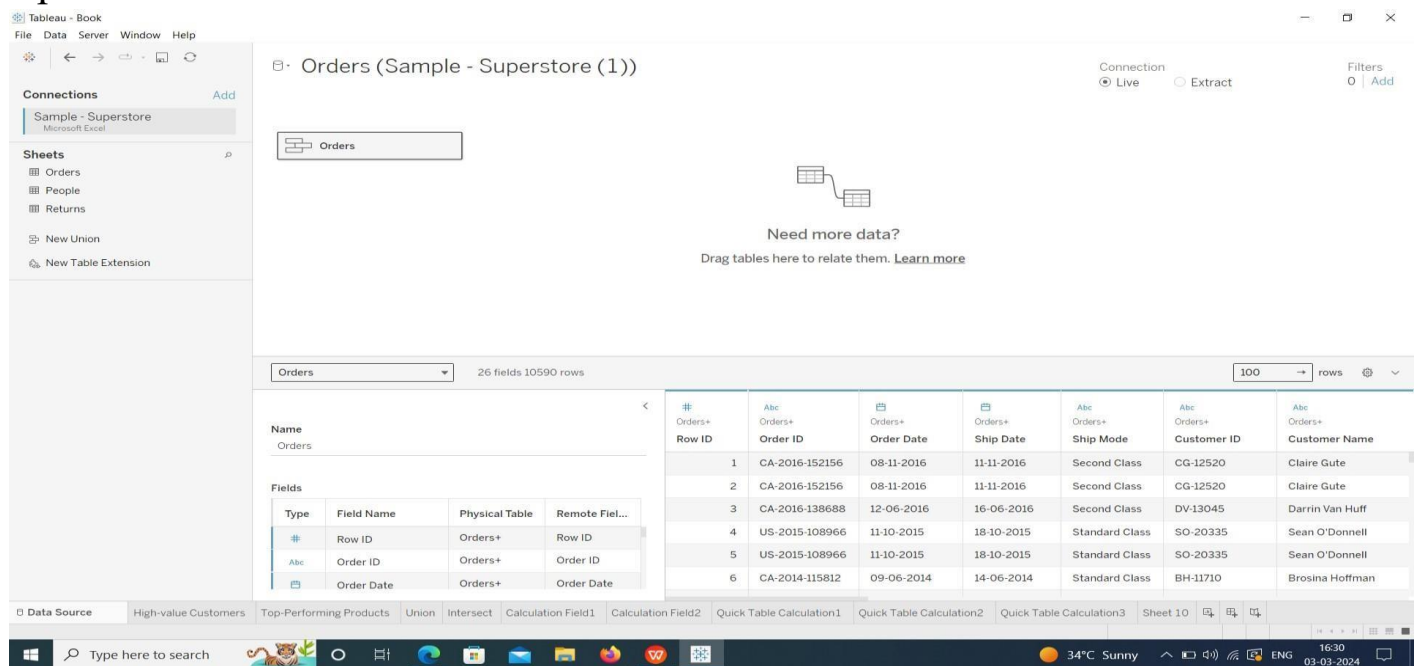 Tableau - Book
File Data Server Window Help
Connections Add
Sample - Superstore
Microsoft Excel
Sheets
Orders
People
Returns
New Union
New Table Extension
Orders (Sample - Superstore (1))
Connection
Live Extract
Filters
0 Add
Orders
Need more data?
Drag tables here to relate them. Learn more
Orders 26 fields 10590 rows 100 → rows
Name
Orders
Fields
Type Field Name Physical Table Remote Fiel...
# Row ID Orders+ Row ID
Abc Order ID Orders+ Order ID
Order Date Orders+ Order Date
# Abc Abc Abc Abc
Orders+ Orders+ Orders+ Orders+ Orders+ Orders+ Orders+
Row ID Order ID Order Date Ship Date Ship Mode Customer ID Customer Name
1 CA-2016-152156 08-11-2016 11-11-2016 Second Class CG-12520 Claire Gute
2 CA-2016-152156 08-11-2016 11-11-2016 Second Class CG-12520 Claire Gute
3 CA-2016-138688 12-06-2016 16-06-2016 Second Class DV-13045 Darrin Van Huff
4 US-2015-108966 11-10-2015 18-10-2015 Standard Class SO-20335 Sean O'Donnell
5 US-2015-108966 11-10-2015 18-10-2015 Standard Class SO-20335 Sean O'Donnell
6 CA-2014-115812 09-06-2014 14-06-2014 Standard Class BH-11710 Brosina Hoffman
Data Source High-value Customers Top-Performing Products Union Intersect Calculation Field1 Calculation Field2 Quick Table Calculation1 Quick Table Calculation2 Quick Table Calculation3 Sheet 10
Type here to search 34°C Sunny ENG 16:30
03-03-2024